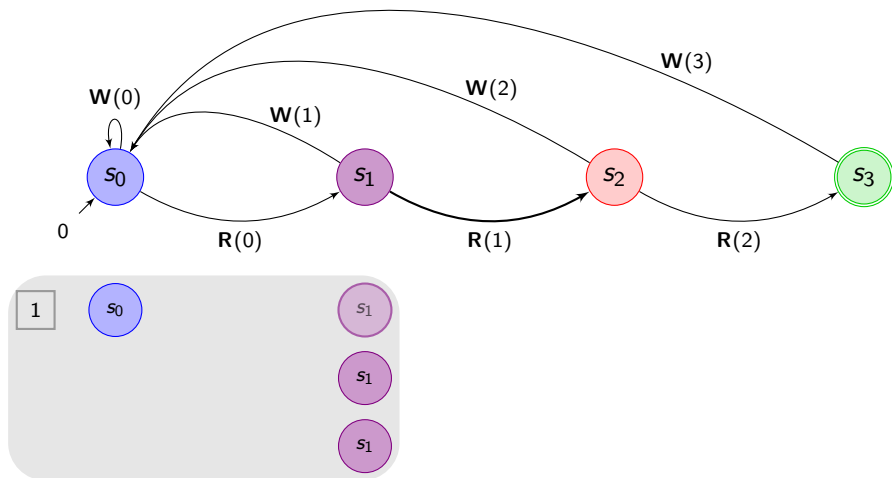 W(3)
W(2)
W(0)
W(1)
s0 s1 s2 s3
0
R(0) R(1) R(2)
1 s0 s1
s1
s1